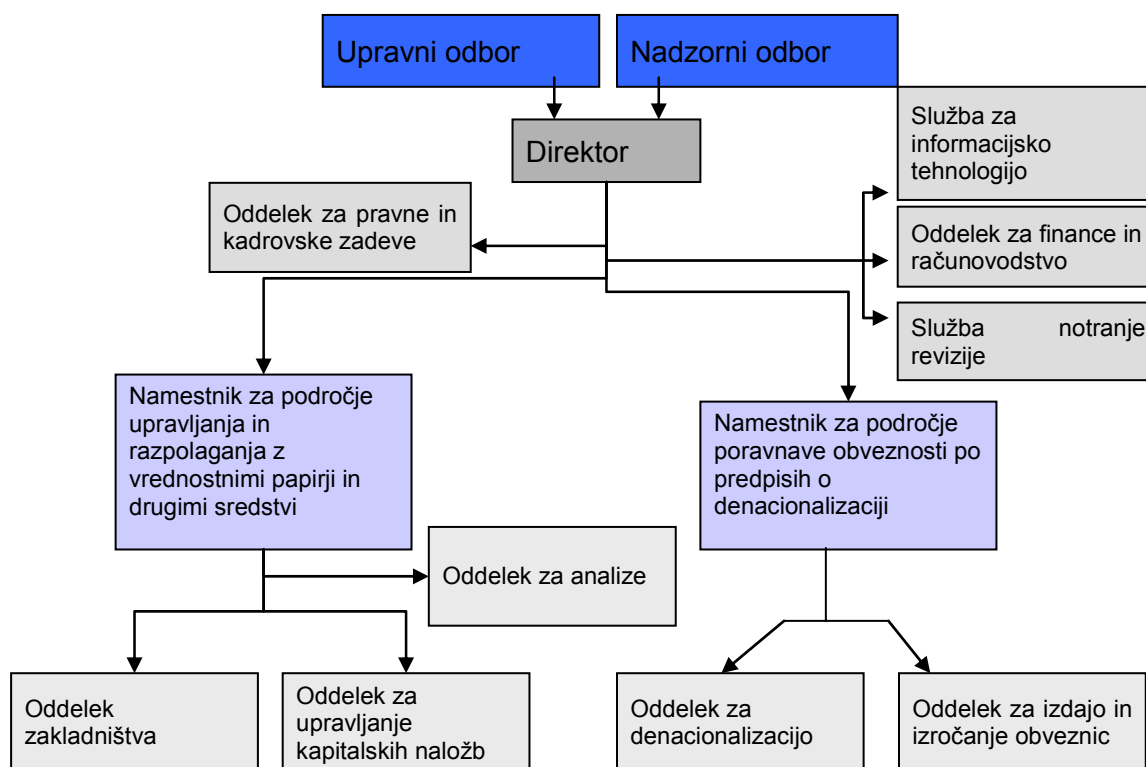 Upravni odbor
Nadzorni odbor
Služba za
informacijsko
tehnologijo
Direktor
Oddelek za pravne in
kadrovske zadeve
Oddelek za finance in
računovodstvo
Služba notranje
revizije
Namestnik za področje
upravljanja in
razpolaganja z
vrednostnimi papirji in
drugimi sredstvi
Namestnik za področje
poravnave obveznosti po
predpisih o
denacionalizaciji
Oddelek za analize
Oddelek
zakladništva
Oddelek za
upravljanje
kapitalskih naložb
Oddelek za
denacionalizacijo
Oddelek za izdajo in
izročanje obveznic